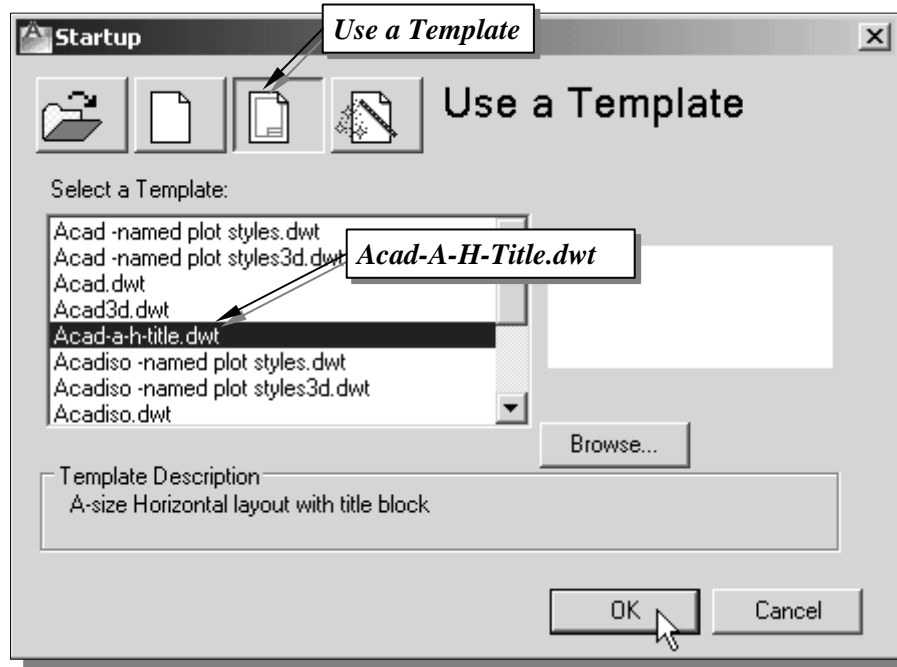 Startup
Use a Template
Use a Template
Select a Template:
Acad -named plot styles.dwt
Acad -named plot styles3d.dwt
Acad-A-H-Title.dwt
Acad.dwt
Acad3d.dwt
Acad-a-h-title.dwt
Acadiso -named plot styles.dwt
Acadiso -named plot styles3d.dwt
Acadiso.dwt
Browse...
Template Description
A-size Horizontal layout with title block
OK
Cancel